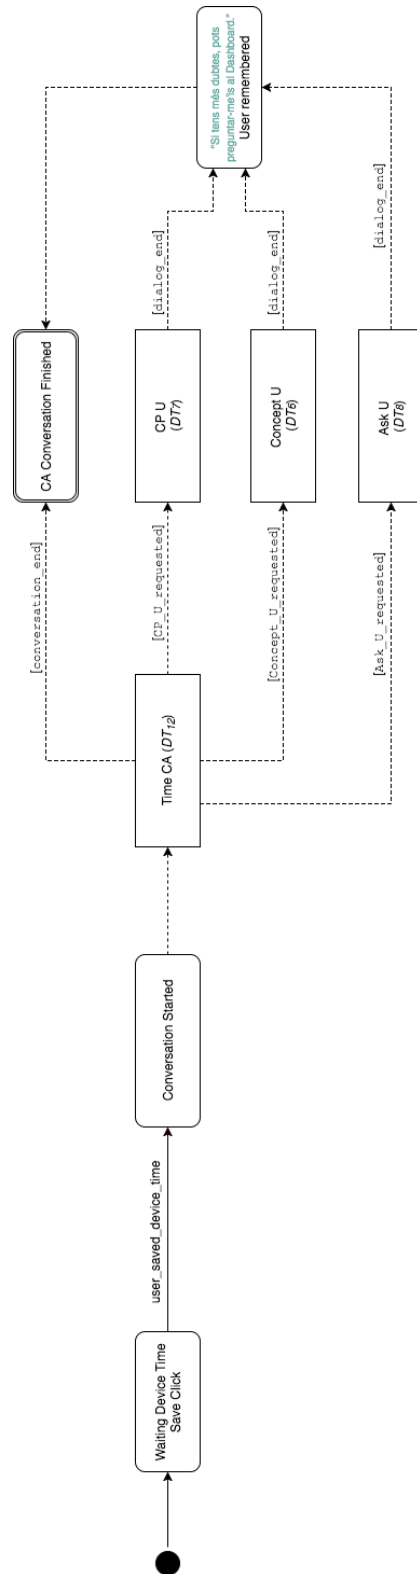 Waiting Device Time
Save Click
user_saved_device_time
Conversation Started
Time CA (DT12)
[conversation_end]
CA Conversation Finished
[CP_U_requested]
CP U
(DT7)
[dialog_end]
[Concept_U_requested]
Concept U
(DT6)
[dialog_end]
[Ask_U_requested]
Ask U
(DT8)
[dialog_end]
"Si tens més dubtes, pots
preguntar-me'ls al Dashboard."
User remembered